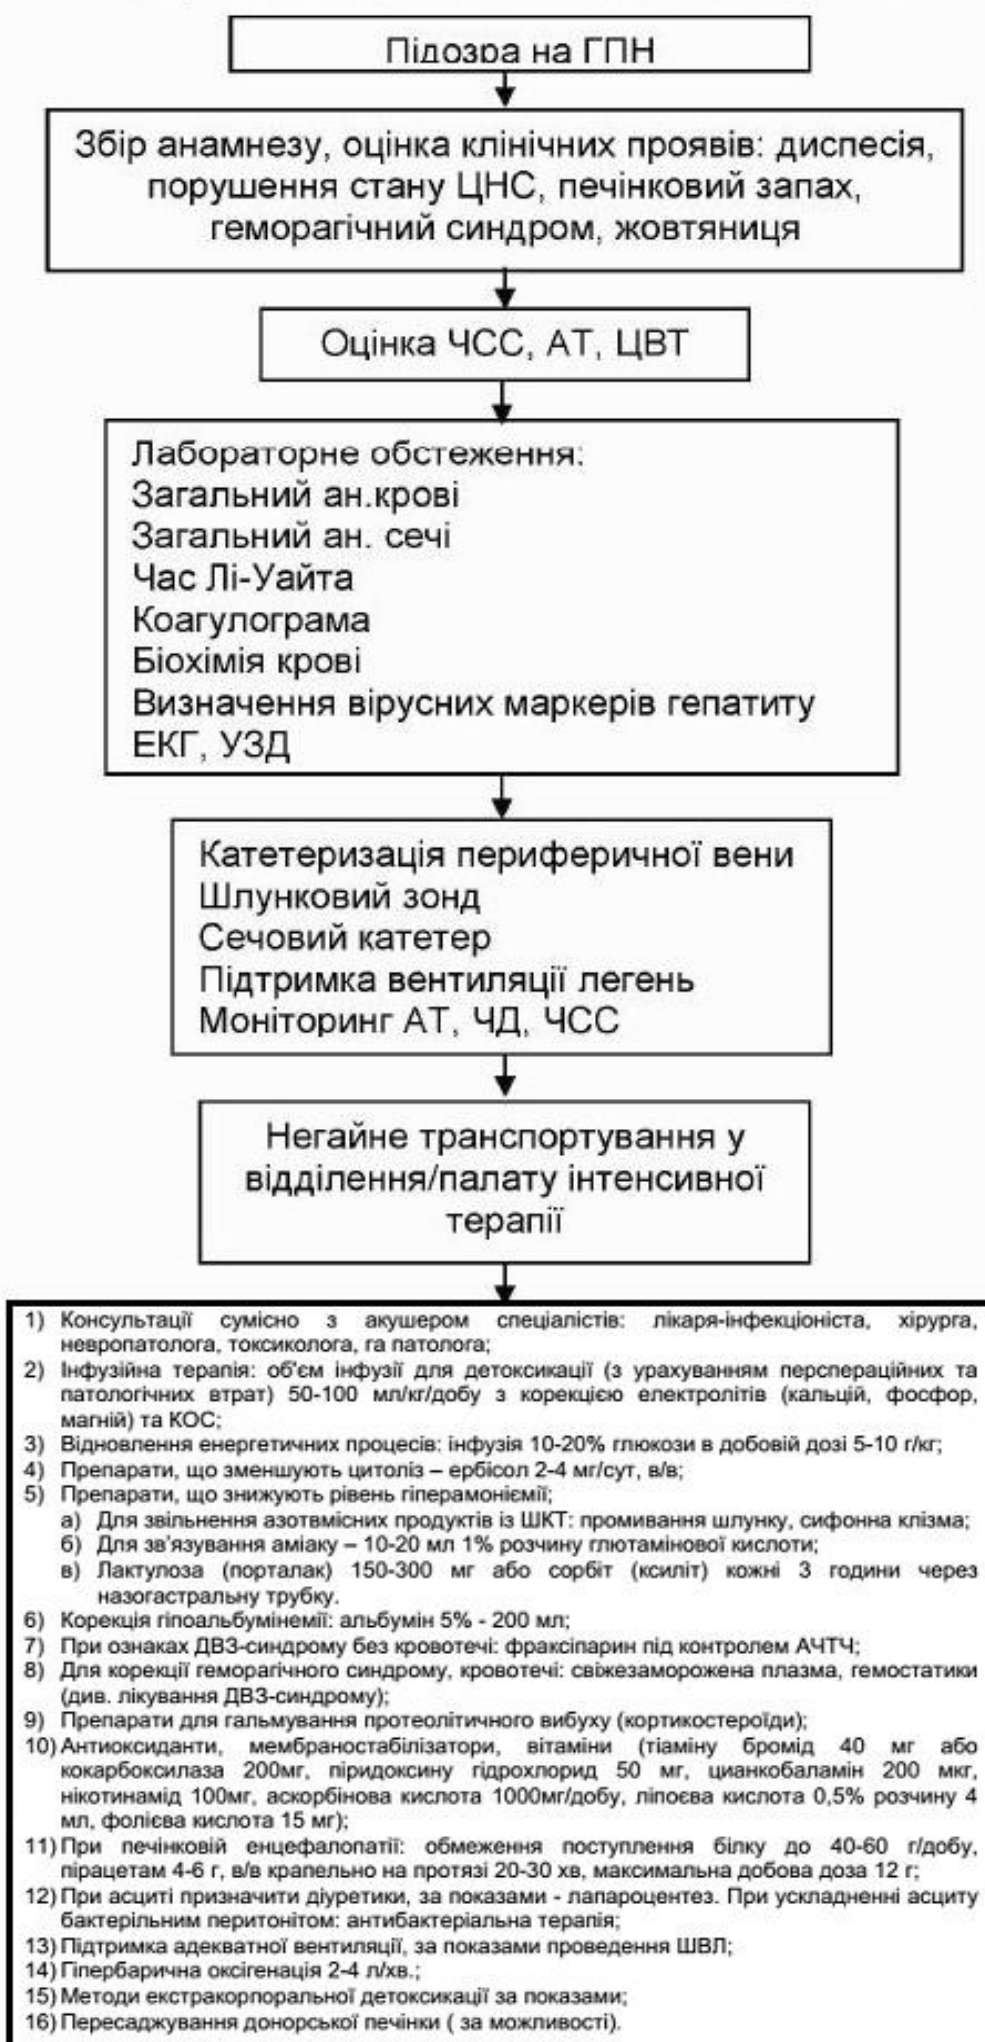 Підозра на ГПН
Збір анамнезу, оцінка клінічних проявів: диспесія,
порушення стану ЦНС, печінковий запах,
геморагічний синдром, жовтяниця
Оцінка ЧСС, АТ, ЦВТ
Лабораторне обстеження:
Загальний ан.крові
Загальний ан. сечі
Час Лі-Уайта
Коагулограма
Біохімія крові
Визначення вірусних маркерів гепатиту
ЕКГ, УЗД
Катетеризація периферичної вени
Шлунковий зонд
Сечовий катетер
Підтримка вентиляції легень
Моніторинг АТ, ЧД, ЧСС
Негайне транспортування у
відділення/палату інтенсивної
терапії
1) Консультації сумісно з акушером спеціалістів: лікаря-інфекціоніста, хірурга,
невропатолога, токсиколога, га патолога;
2) Інфузійна терапія: об'єм інфузії для детоксикації (з урахуванням перспераційних та
патологічних втрат) 50-100 мл/кг/добу з корекцією електролітів (кальцій, фосфор,
магній) та КОС;
3) Відновлення енергетичних процесів: інфузія 10-20% глюкози в добовій дозі 5-10 г/кг;
4) Препарати, що зменшують цитоліз – ербісол 2-4 мг/сут, в/в;
5) Препарати, що знижують рівень гіперамоніємії;
а) Для звільнення азотвмісних продуктів із ШКТ: промивання шлунку, сифонна клізма;
б) Для зв'язування аміаку – 10-20 мл 1% розчину глютамінової кислоти;
в) Лактулоза (порталак) 150-300 мг або сорбіт (ксиліт) кожні 3 години через
назогастральну трубку.
6) Корекція гіпоальбумінемії: альбумін 5% - 200 мл;
7) При ознаках ДВЗ-синдрому без кровотечі: фраксіпарин під контролем АЧТЧ;
8) Для корекції геморагічного синдрому, кровотечі: свіжезаморожена плазма, гемостатики
(див. лікування ДВЗ-синдрому);
9) Препарати для гальмування протеолітичного вибуху (кортикостероїди);
10) Антиоксиданти, мембраностабілізатори, вітаміни (тіаміну бромід 40 мг або
кокарбоксилаза 200мг, піридоксину гідрохлорид 50 мг, цианкобаламін 200 мкг,
нікотинамід 100мг, аскорбінова кислота 1000мг/добу, ліпоєва кислота 0,5% розчину 4
мл, фолієва кислота 15 мг);
11) При печінковій енцефалопатії: обмеження поступлення білку до 40-60 г/добу,
пірацетам 4-6 г, в/в крапельно на протязі 20-30 хв, максимальна добова доза 12 г;
12) При асциті призначити діуретики, за показами - лапароцентез. При ускладненні асциту
бактерільним перитонітом: антибактеріальна терапія;
13) Підтримка адекватної вентиляції, за показами проведення ШВЛ;
14) Гіпербарична оксігенація 2-4 л/хв.;
15) Методи екстракорпоральної детоксикації за показами;
16) Пересаджування донорської печінки ( за можливості).